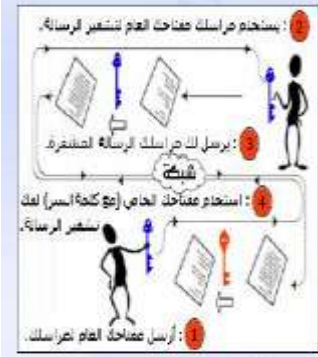 2 : يستخدم مراسلك مفتاحك العام لتشفير الرسالة.
3 : يرسل لك مراسلك الرسالة المشفرة.
شبكة
4 : استخدم مفتاحك الخاص (مع كلمة السر) لفك
تشفير الرسالة.
1 : أرسل مفتاحك العام لمراسلك.